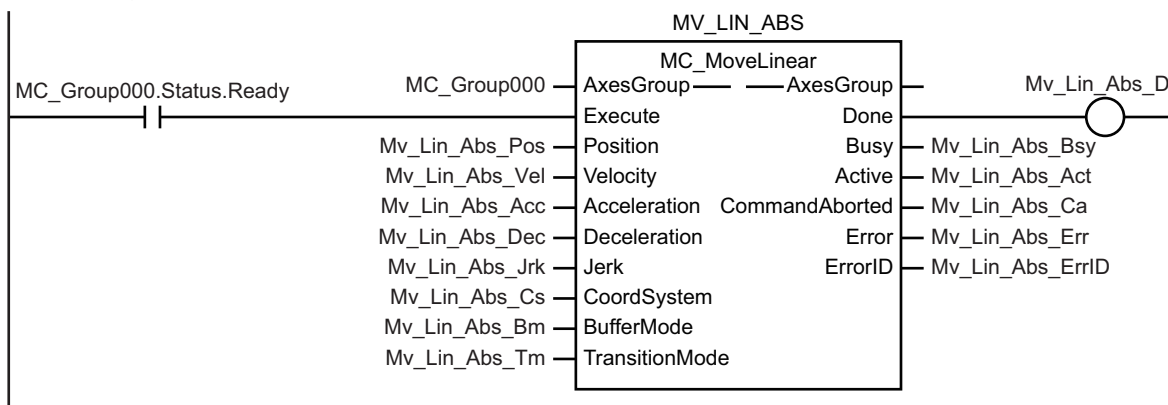 MV_LIN_ABS
MC_MoveLinear
MC_Group000.Status.Ready
MC_Group000 AxesGroup AxesGroup Mv_Lin_Abs_D
Execute Done
Mv_Lin_Abs_Pos Position Busy Mv_Lin_Abs_Bsy
Mv_Lin_Abs_Vel Velocity Active Mv_Lin_Abs_Act
Mv_Lin_Abs_Acc Acceleration CommandAborted Mv_Lin_Abs_Ca
Mv_Lin_Abs_Dec Deceleration Error Mv_Lin_Abs_Err
Mv_Lin_Abs_Jrk Jerk ErrorID Mv_Lin_Abs_ErrID
Mv_Lin_Abs_Cs CoordSystem
Mv_Lin_Abs_Bm BufferMode
Mv_Lin_Abs_Tm TransitionMode